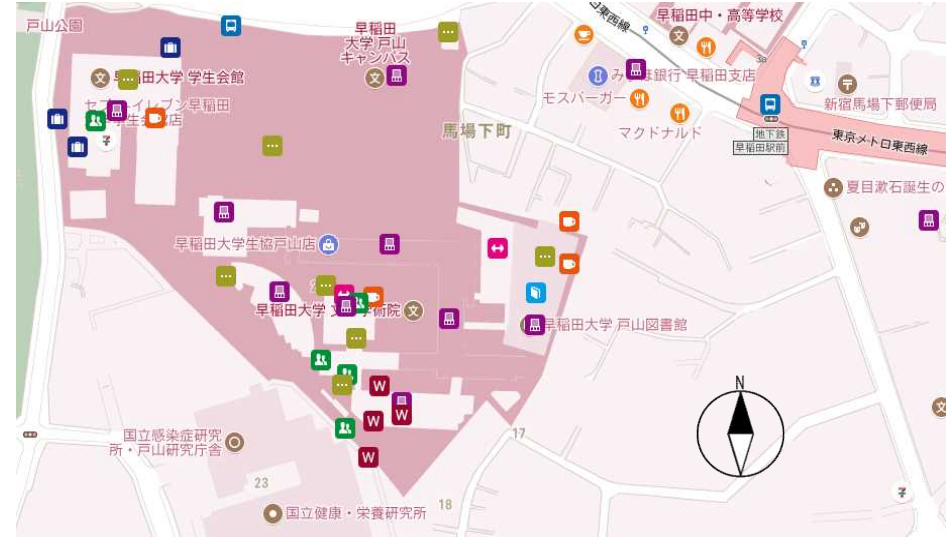 戸山公園
早稲田
大学 戸山
キャンパス
早稲田中・高等学校
東西線
早稲田大学 学生会館
みずほ銀行 早稲田支店
セブン-イレブン早稲田
モスバーガー
新宿馬場下郵便局
馬場下町
マクドナルド
地下鉄
早稲田駅前
東京メトロ東西線
夏目漱石誕生の
早稲田大学生協戸山店
早稲田大学 文学学術院
早稲田大学 戸山図書館
N
W
W
W
W
国立感染症研究
所・戸山研究庁舎
17
23
18
国立健康・栄養研究所